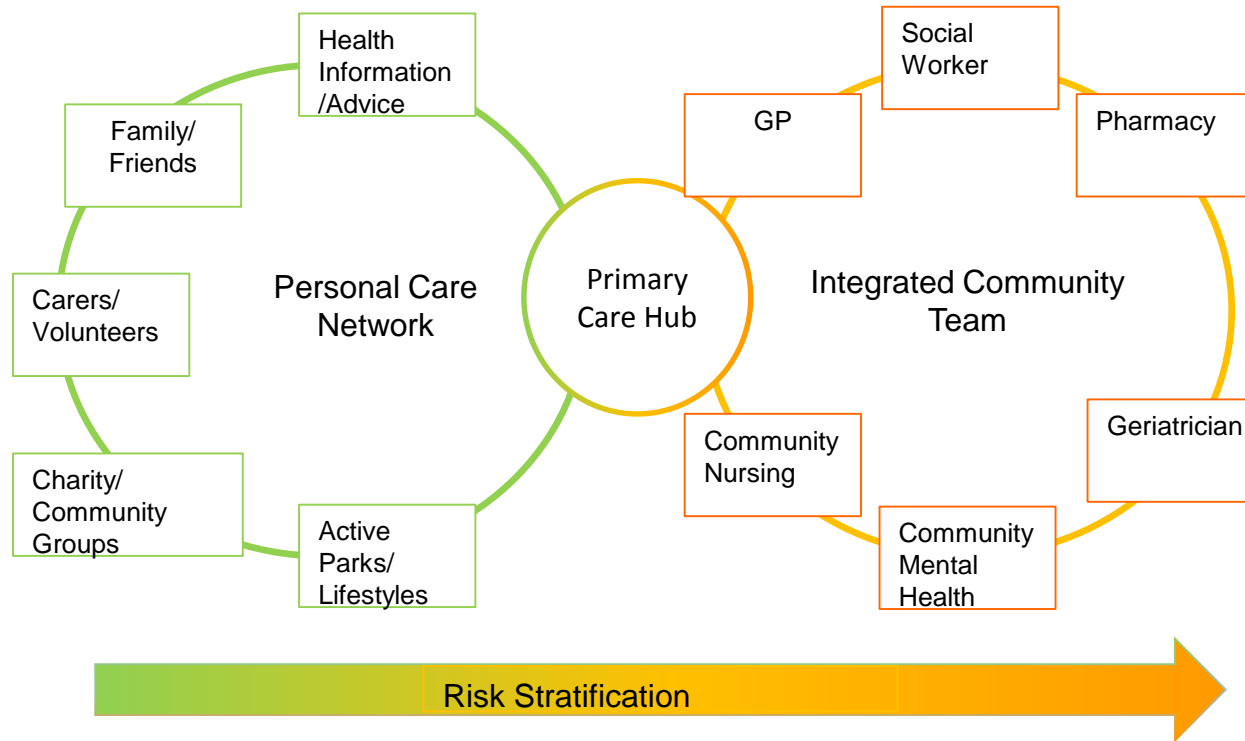 Health
Information
/Advice
Family/
Friends
Carers/
Volunteers
Charity/
Community
Groups
Active
Parks/
Lifestyles
Personal Care
Network
Primary
Care Hub
GP
Social
Worker
Pharmacy
Integrated Community
Team
Geriatrician
Community
Nursing
Community
Mental
Health
Risk Stratification